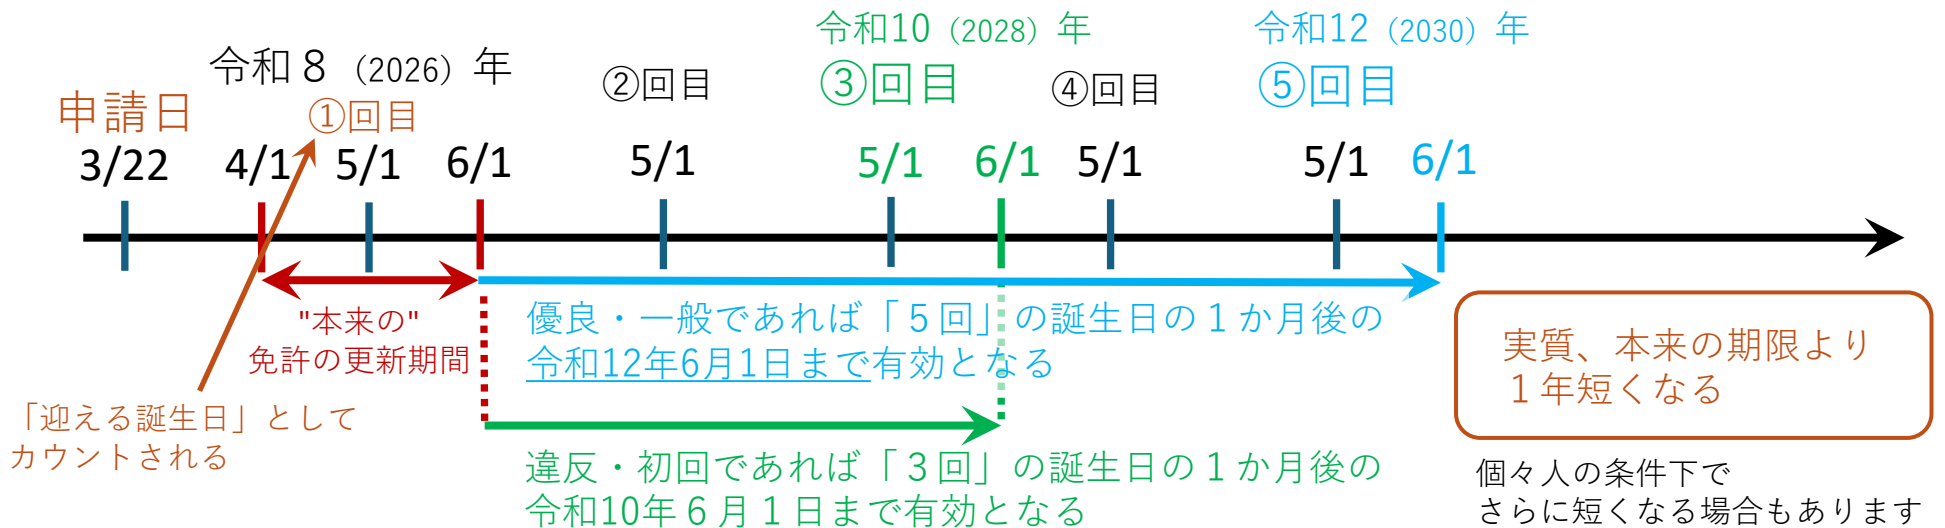 令和８（2026）年
令和10（2028）年
令和12（2030）年
申請日
①回目
②回目
③回目
④回目
⑤回目
3/22
4/1
5/1
6/1
5/1
5/1
6/1
5/1
5/1
6/1
"本来の"
免許の更新期間
優良・一般であれば「５回」の誕生日の１か月後の
令和12年6月1日まで有効となる
「迎える誕生日」として
カウントされる
違反・初回であれば「３回」の誕生日の１か月後の
令和10年６月１日まで有効となる
実質、本来の期限より
１年短くなる
個々人の条件下で
さらに短くなる場合もあります